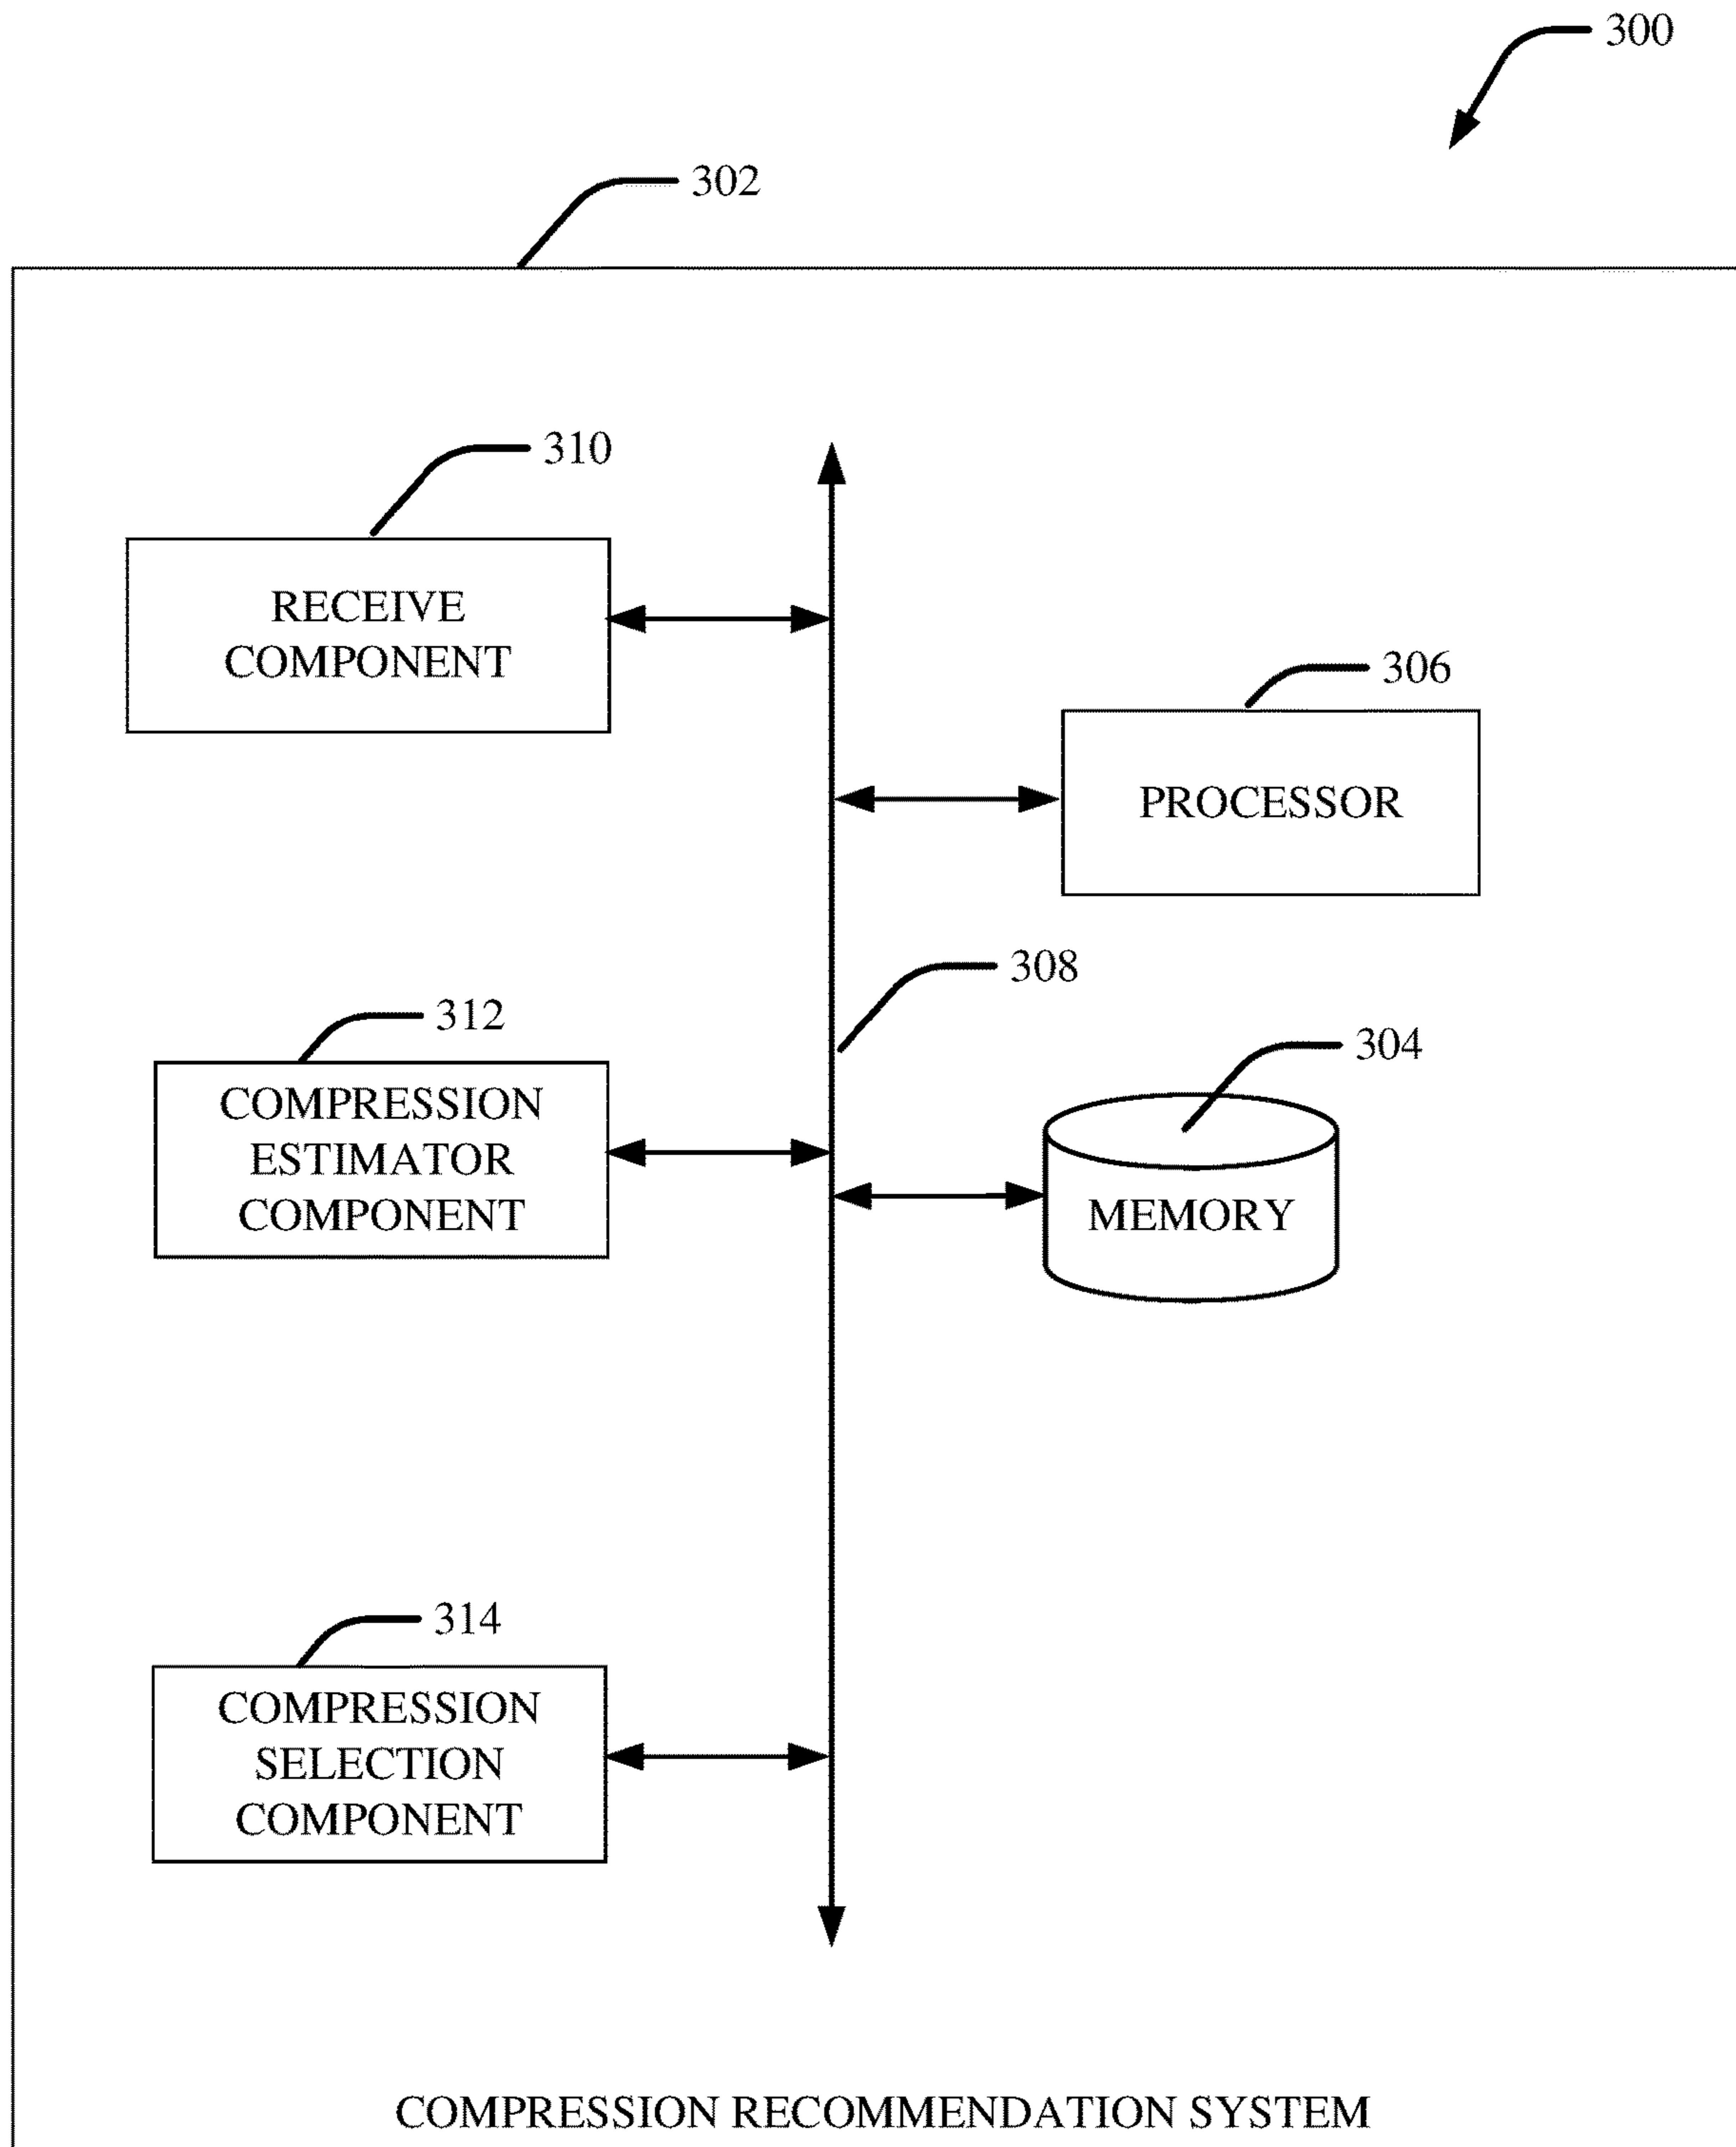 300
302
310
RECEIVE
COMPONENT
306
PROCESSOR
308
312
COMPRESSION
ESTIMATOR
COMPONENT
304
MEMORY
314
COMPRESSION
SELECTION
COMPONENT
COMPRESSION RECOMMENDATION SYSTEM